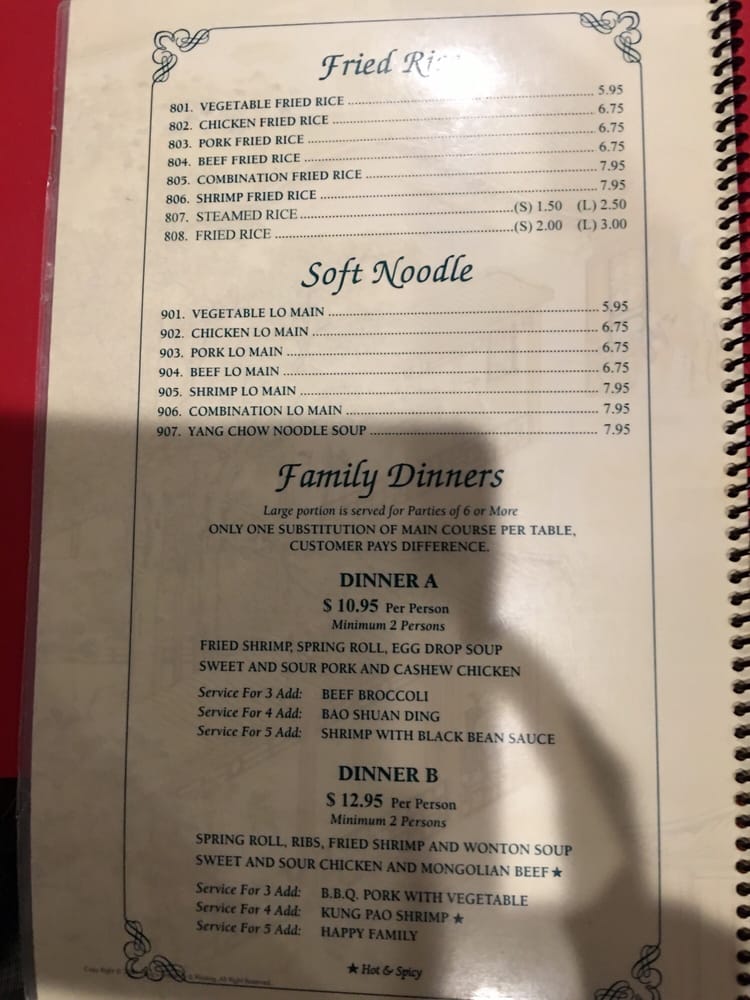 Fried Rice
801. VEGETABLE FRIED RICE 5.95
802. CHICKEN FRIED RICE 6.75
803. PORK FRIED RICE 6.75
804. BEEF FRIED RICE 6.75
805. COMBINATION FRIED RICE 7.95
806. SHRIMP FRIED RICE 7.95
807. STEAMED RICE (S) 1.50 (L) 2.50
808. FRIED RICE (S) 2.00 (L) 3.00
Soft Noodle
901. VEGETABLE LO MAIN 5.95
902. CHICKEN LO MAIN 6.75
903. PORK LO MAIN 6.75
904. BEEF LO MAIN 6.75
905. SHRIMP LO MAIN 7.95
906. COMBINATION LO MAIN 7.95
907. YANG CHOW NOODLE SOUP 7.95
Family Dinners
Large portion is served for Parties of 6 or More
ONLY ONE SUBSTITUTION OF MAIN COURSE PER TABLE,
CUSTOMER PAYS DIFFERENCE.
DINNER A
$ 10.95 Per Person
Minimum 2 Persons
FRIED SHRIMP, SPRING ROLL, EGG DROP SOUP
SWEET AND SOUR PORK AND CASHEW CHICKEN
Service For 3 Add: BEEF BROCCOLI
Service For 4 Add: BAO SHUAN DING
Service For 5 Add: SHRIMP WITH BLACK BEAN SAUCE
DINNER B
$ 12.95 Per Person
Minimum 2 Persons
SPRING ROLL, RIBS, FRIED SHRIMP AND WONTON SOUP
SWEET AND SOUR CHICKEN AND MONGOLIAN BEEF ★
Service For 3 Add: B.B.Q. PORK WITH VEGETABLE
Service For 4 Add: KUNG PAO SHRIMP ★
Service For 5 Add: HAPPY FAMILY
★ Hot & Spicy
Copy Right © Printing, All Right Reserved.